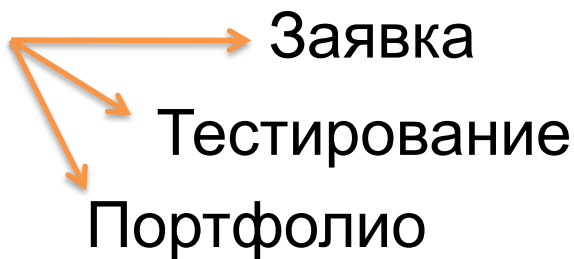 Заявка
Тестирование
Портфолио